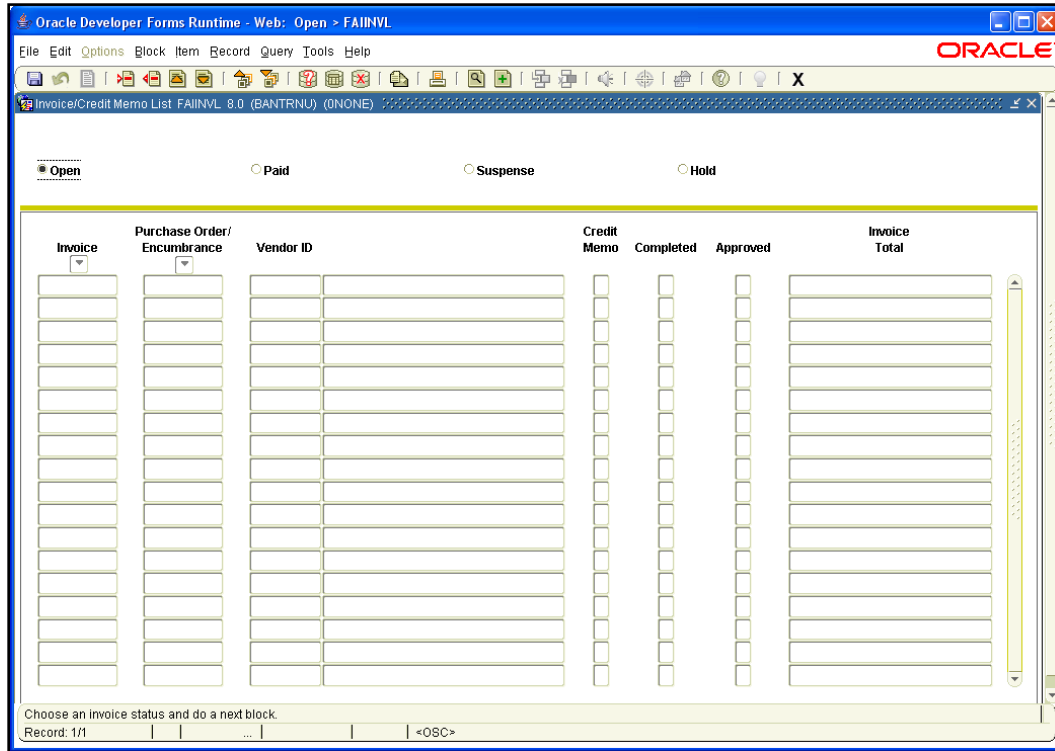 Oracle Developer Forms Runtime - Web: Open > FAIINVL
File Edit Options Block Item Record Query Tools Help
ORACLE
X
Invoice/Credit Memo List FAIINVL 8.0 (BANTRNU) (0NONE)
Open Paid Suspense Hold
Purchase Order/ Credit Invoice
Invoice Encumbrance Vendor ID Memo Completed Approved Total
Choose an invoice status and do a next block.
Record: 1/1 ... <OSC>